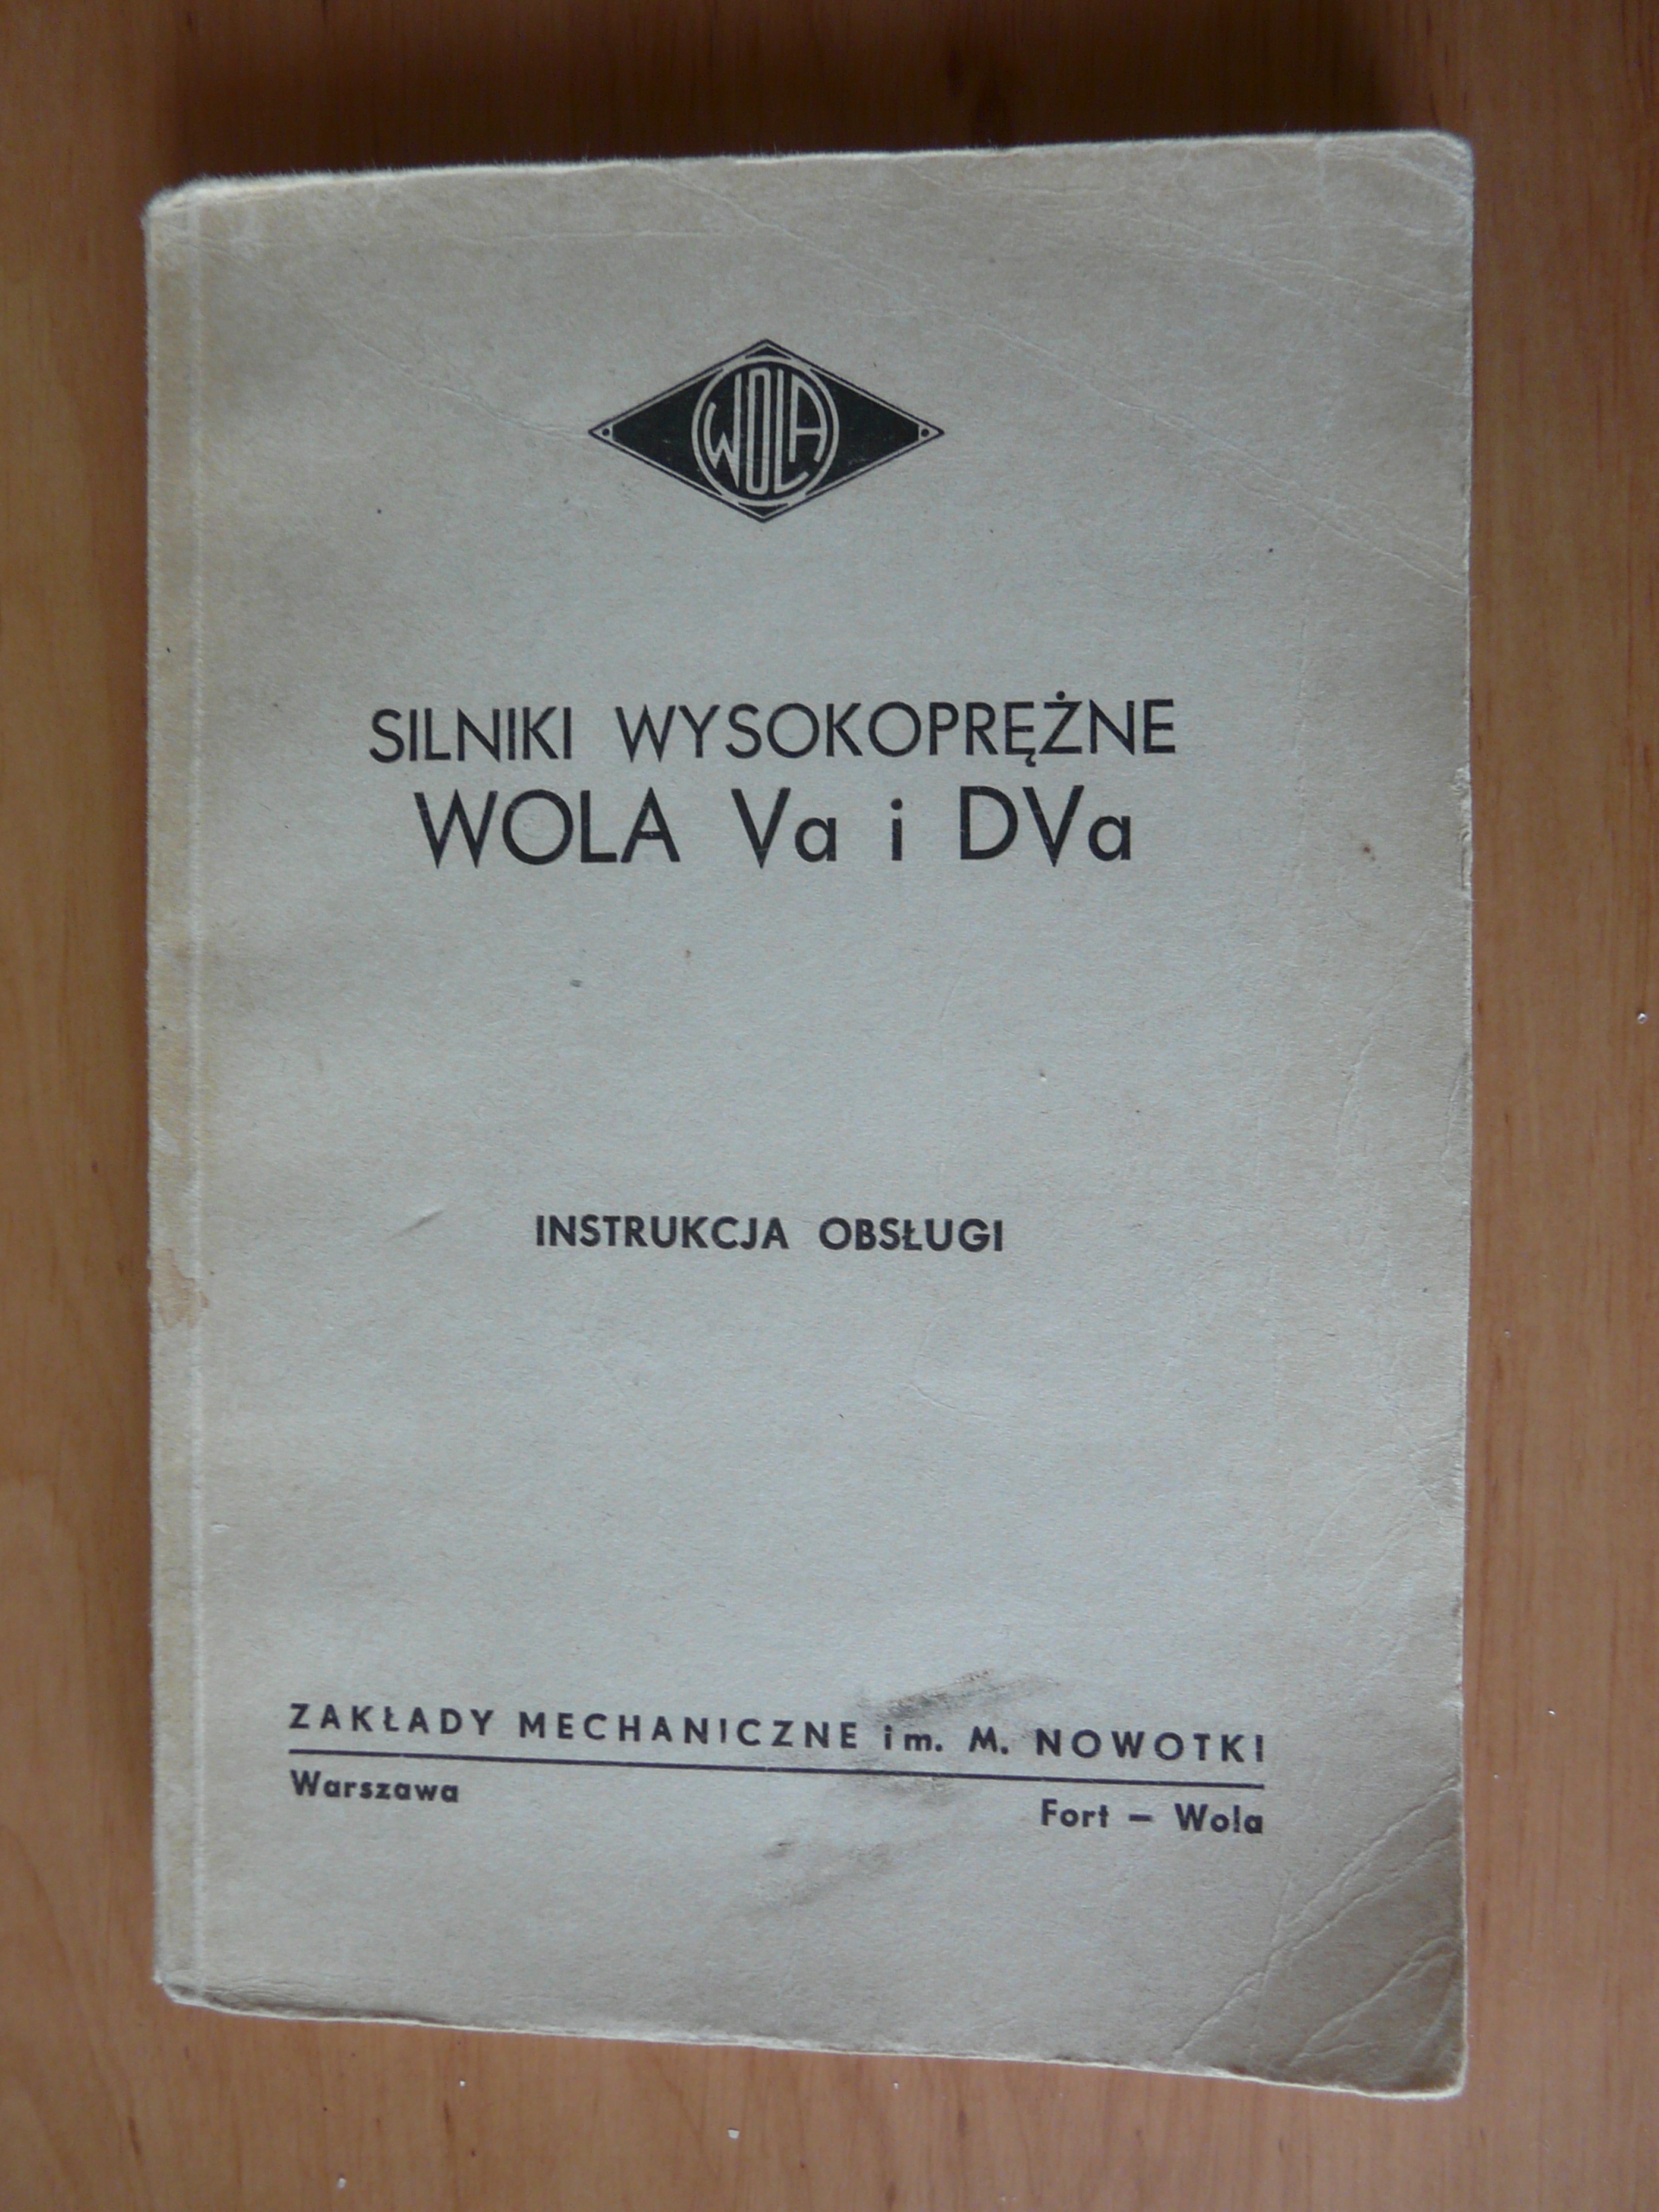 WOLA
SILNIKI WYSOKOPRĘŻNE
WOLA Va i DVa
INSTRUKCJA OBSŁUGI
ZAKŁADY MECHANICZNE im. M. NOWOTKI
Warszawa
Fort – Wola